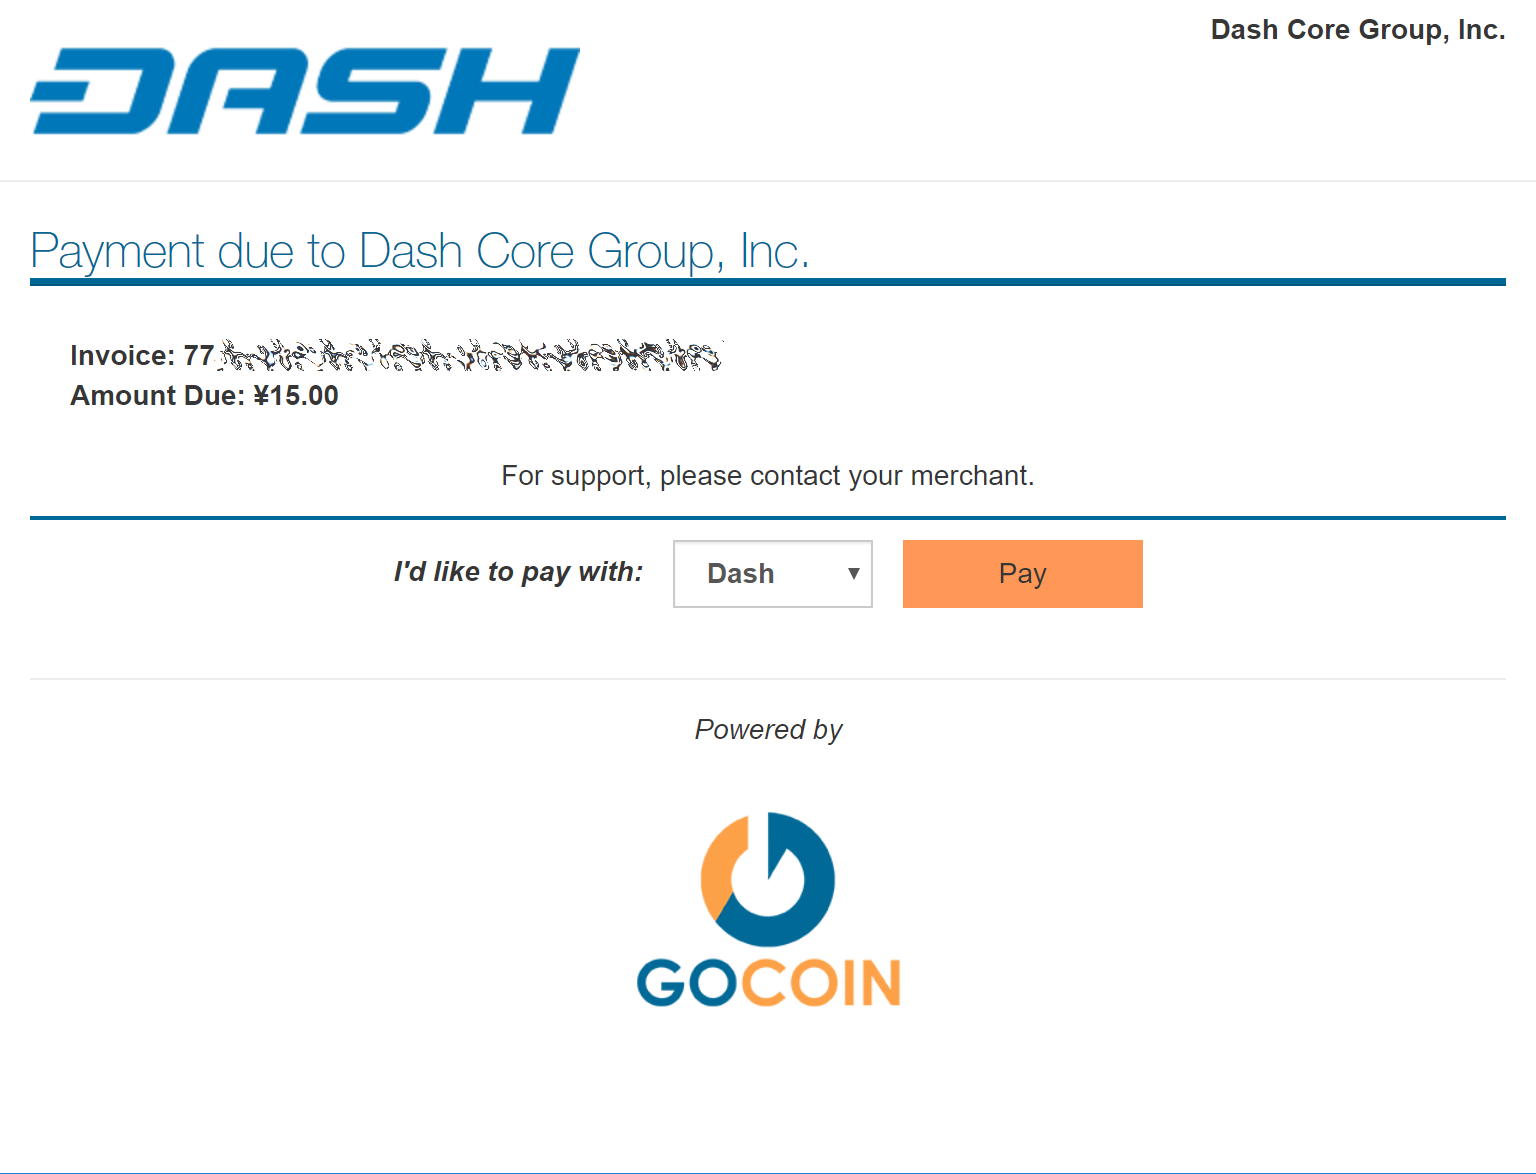 DASH
Dash Core Group, Inc.
Payment due to Dash Core Group, Inc.
Invoice: 77
Amount Due: ¥15.00
For support, please contact your merchant.
I'd like to pay with: Dash ▼ Pay
Powered by
GOCOIN